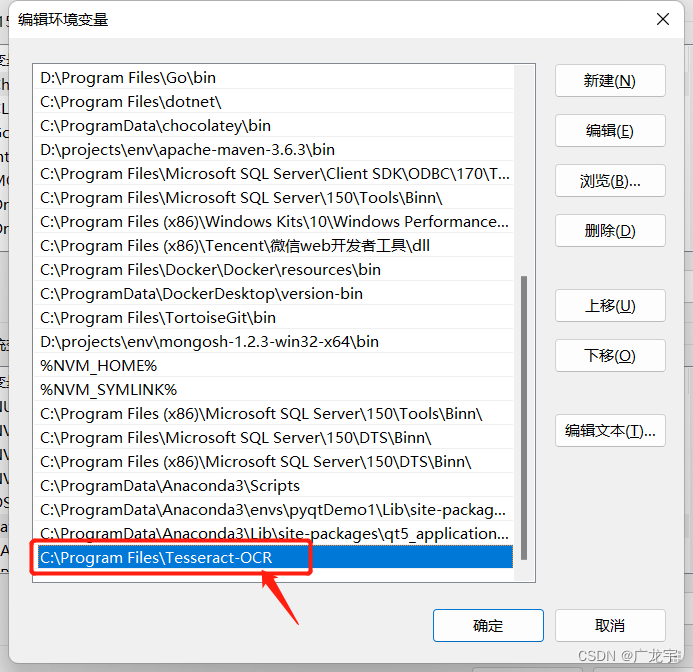 编辑环境变量
D:\Program Files\Go\bin
C:\Program Files\dotnet\
C:\ProgramData\chocolatey\bin
D:\projects\env\apache-maven-3.6.3\bin
C:\Program Files\Microsoft SQL Server\Client SDK\ODBC\170\T...
C:\Program Files\Microsoft SQL Server\150\Tools\Binn\
C:\Program Files (x86)\Windows Kits\10\Windows Performance...
C:\Program Files (x86)\Tencent\微信web开发者工具\dll
C:\Program Files\Docker\Docker\resources\bin
C:\ProgramData\DockerDesktop\version-bin
C:\Program Files\TortoiseGit\bin
D:\projects\env\mongosh-1.2.3-win32-x64\bin
%NVM_HOME%
%NVM_SYMLINK%
C:\Program Files (x86)\Microsoft SQL Server\150\Tools\Binn\
C:\Program Files\Microsoft SQL Server\150\DTS\Binn\
C:\Program Files (x86)\Microsoft SQL Server\150\DTS\Binn\
C:\ProgramData\Anaconda3\Scripts
C:\ProgramData\Anaconda3\envs\pyqtDemo1\Lib\site-packag...
C:\ProgramData\Anaconda3\Lib\site-packages\qt5_application...
C:\Program Files\Tesseract-OCR
新建(N)
编辑(E)
浏览(B)...
删除(D)
上移(U)
下移(O)
编辑文本(T)...
确定
取消
CSDN @广龙宇